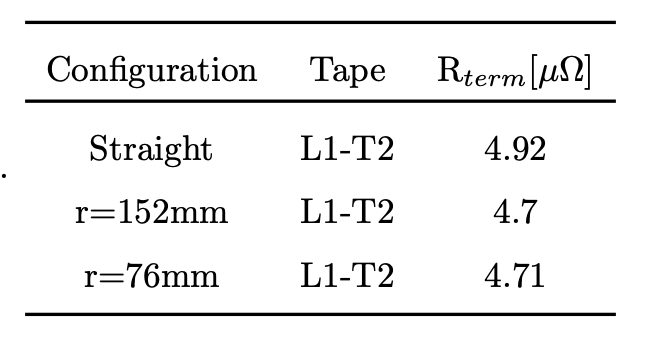 Configuration Tape R_term[μΩ]
Straight L1-T2 4.92
.
r=152mm L1-T2 4.7
r=76mm L1-T2 4.71